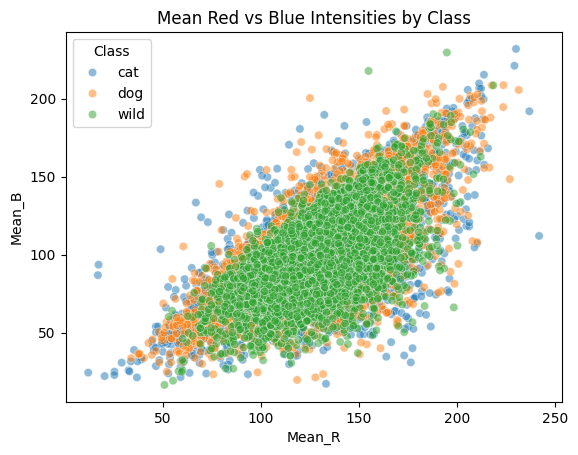 Mean Red vs Blue Intensities by Class
Class
cat
dog
wild
200
150
100
50
Mean_B
50
100
150
200
250
Mean_R